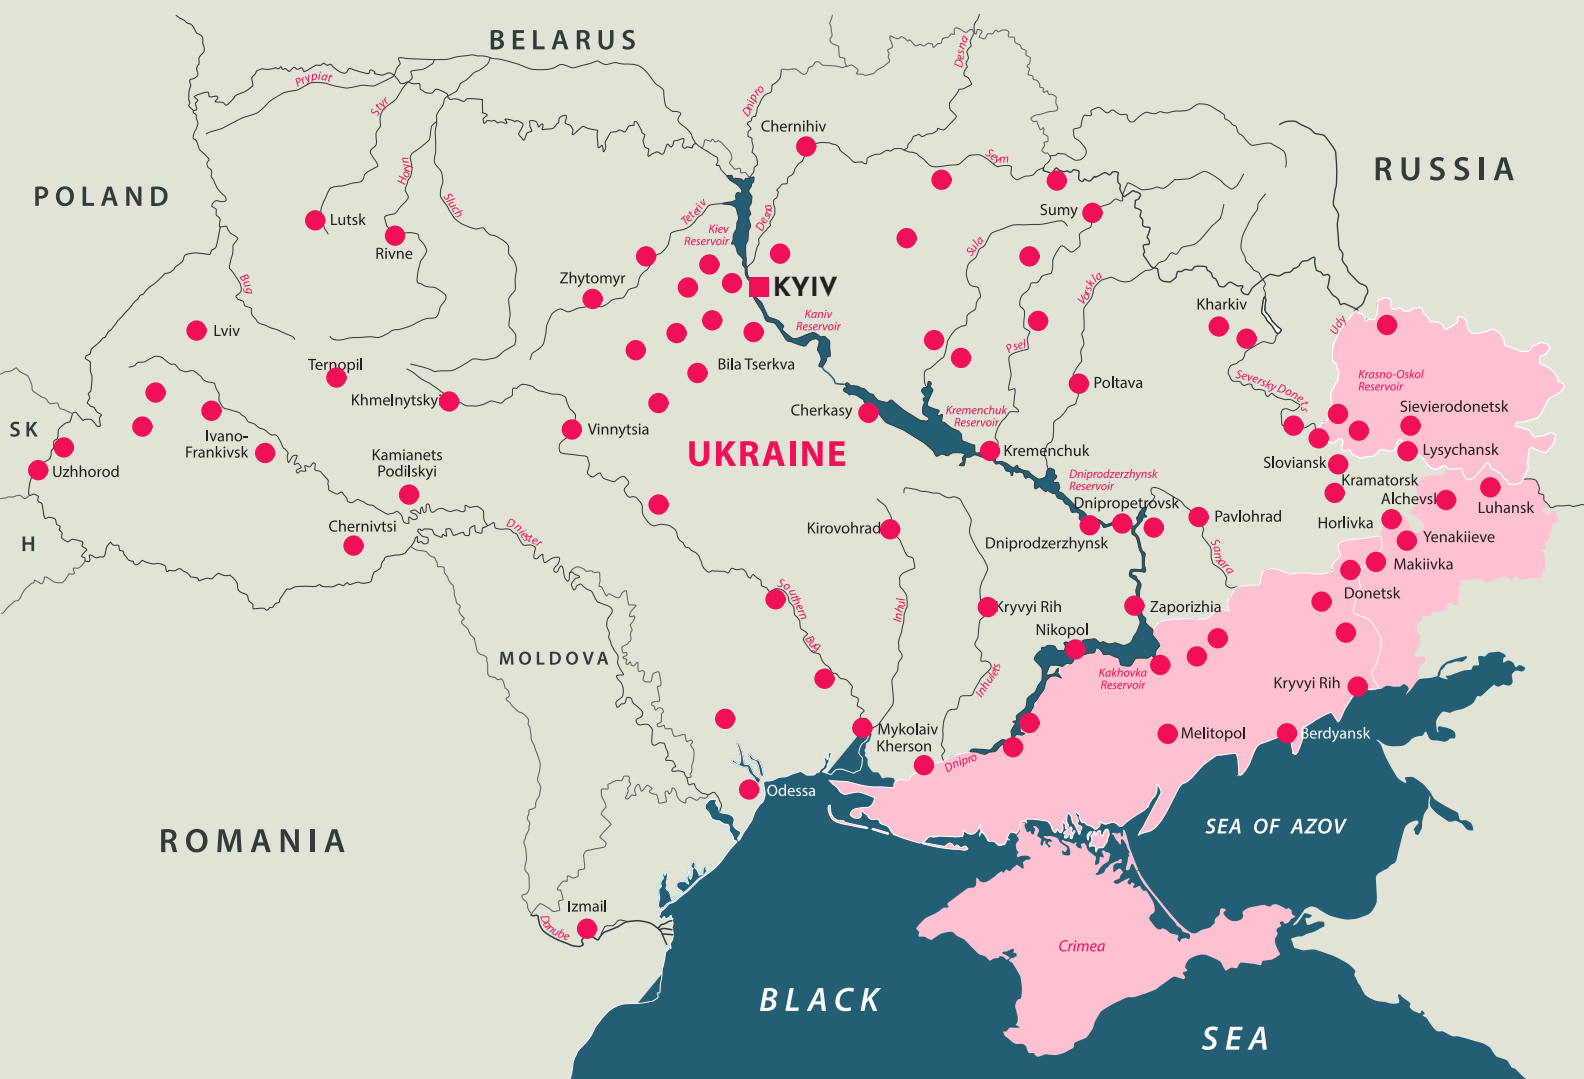 BELARUS
Desna
Prypiat
Dnipro
Styr
Chernihiv
Seym
RUSSIA
Horyn
POLAND
Sluch
Teteriv
Desna
Sumy
Lutsk
Kiev
Reservoir
Rivne
Sula
Bug
Zhytomyr
KYIV
Vorskla
Kharkiv
Kaniv
Reservoir
Udy
Lviv
Psel
Ternopil
Bila Tserkva
Krasno-Oskol
Reservoir
Poltava
Seversky Donets
Khmelnytskyi
Cherkasy
Kremenchuk
Reservoir
Sievierodonetsk
SK
Vinnytsia
Ivano-
Frankivsk
UKRAINE
Kremenchuk
Lysychansk
Kamianets
Podilskyi
Sloviansk
Uzhhorod
Dniprodzerzhynsk
Reservoir
Kramatorsk
Alchevsk
Dnipropetrovsk
Luhansk
Pavlohrad
Chernivtsi
Dniester
Kirovohrad
Horlivka
H
Dniprodzerzhynsk
Yenakiieve
Samara
Makiivka
Donetsk
Southern
Bug
Inhul
Kryvyi Rih
Zaporizhia
Nikopol
MOLDOVA
Inhulets
Kakhovka
Reservoir
Kryvyi Rih
Mykolaiv
Kherson
Melitopol
Berdyansk
Dnipro
Odessa
SEA OF AZOV
ROMANIA
Izmail
Danube
Crimea
BLACK
SEA